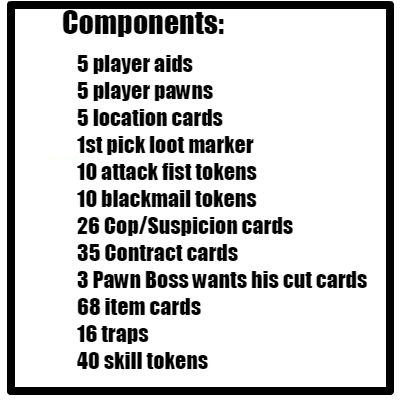 Components:
5 player aids
5 player pawns
5 location cards
1st pick loot marker
10 attack fist tokens
10 blackmail tokens
26 Cop/Suspicion cards
35 Contract cards
3 Pawn Boss wants his cut cards
68 item cards
16 traps
40 skill tokens